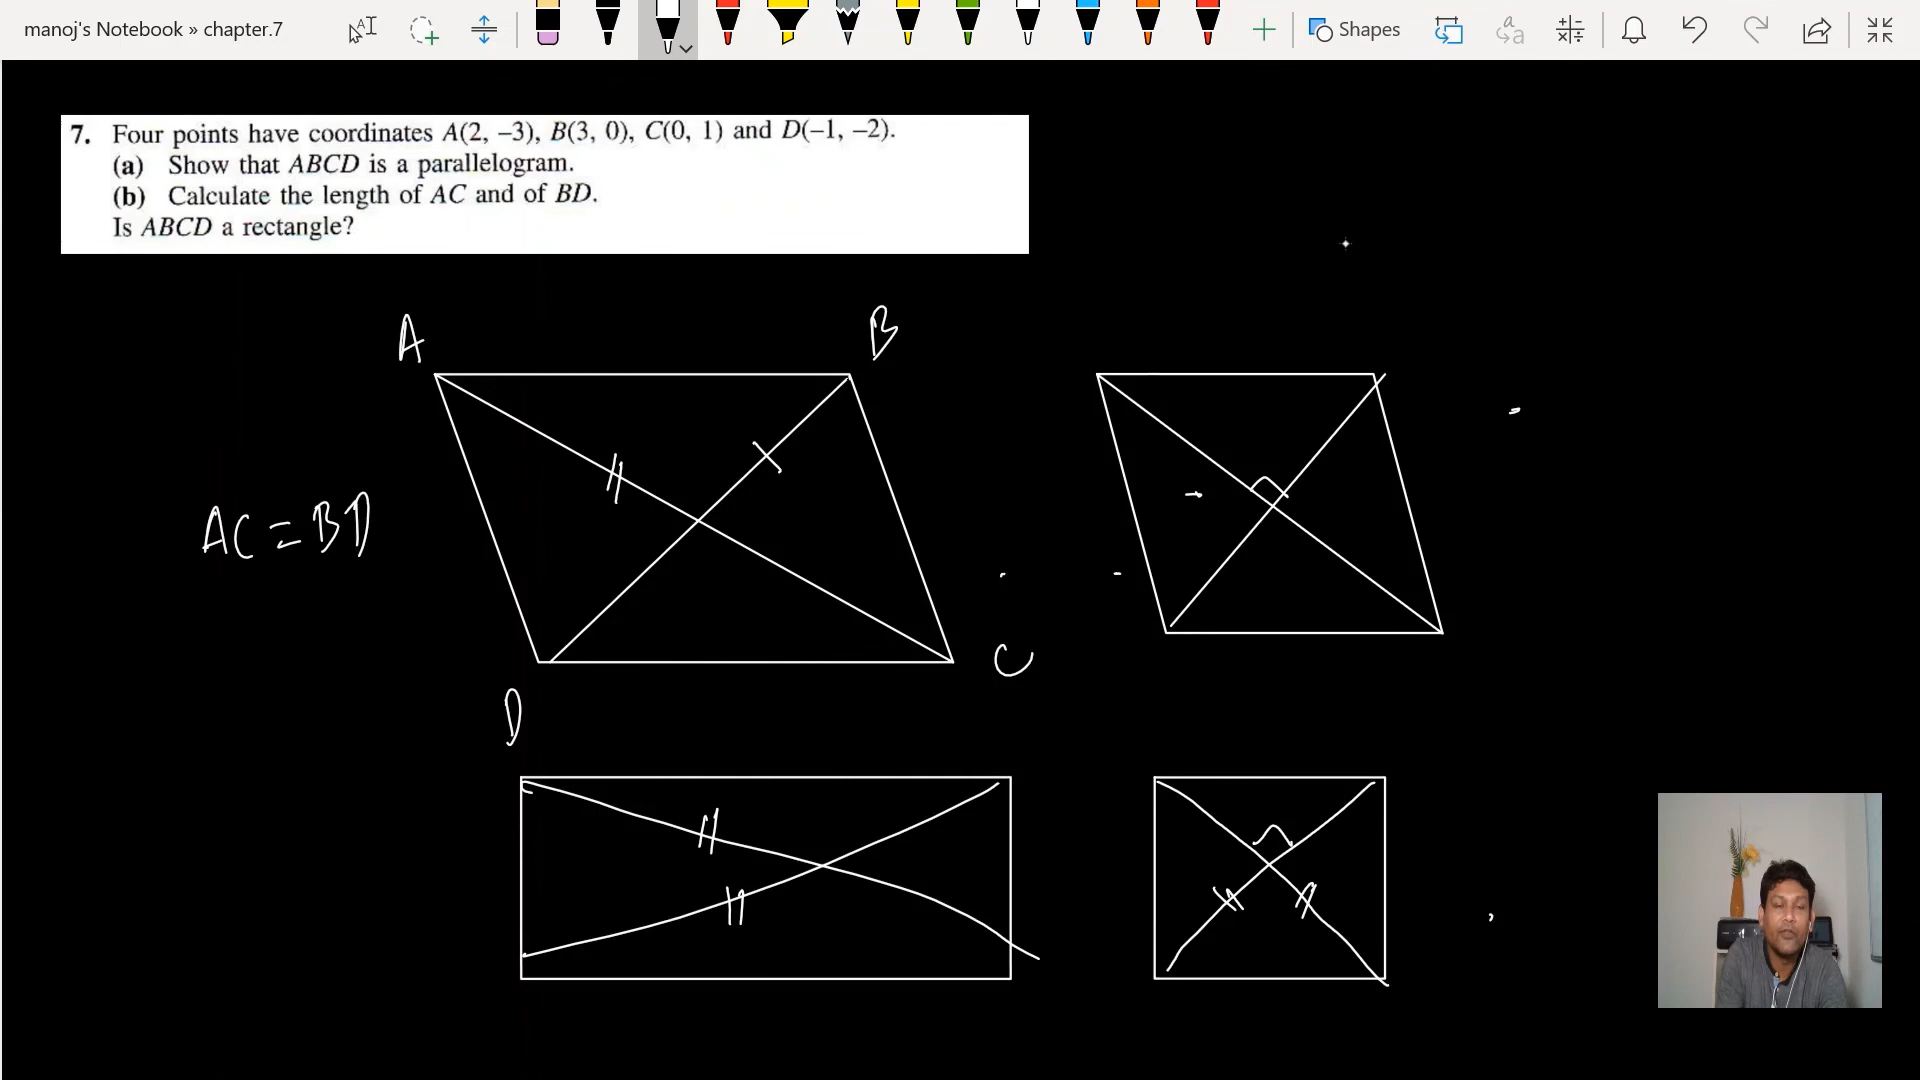 manoj's Notebook » chapter.7
Shapes
7. Four points have coordinates A(2, –3), B(3, 0), C(0, 1) and D(–1, –2).
(a) Show that ABCD is a parallelogram.
(b) Calculate the length of AC and of BD.
Is ABCD a rectangle?
A
B
AC = BD
C
D